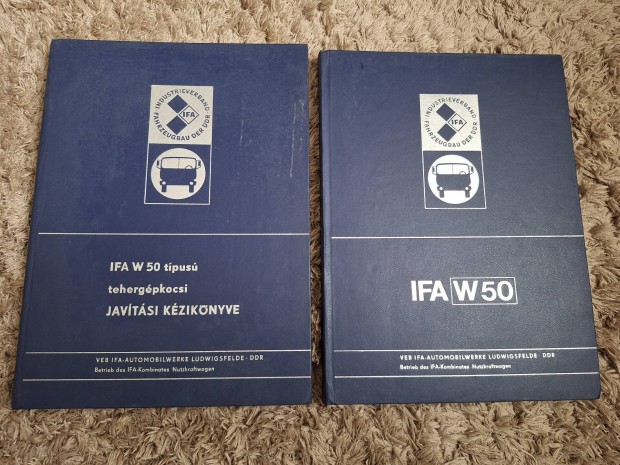 INDUSTRIEVERBAND
FAHRZEUGBAU DER DDR
IFA
IFA W 50 típusú
tehergépkocsi
JAVÍTÁSI KÉZIKÖNYVE
VEB IFA-AUTOMOBILWERKE LUDWIGSFELDE · DDR
Betrieb des IFA-Kombinates Nutzkraftwagen
INDUSTRIEVERBAND
FAHRZEUGBAU DER DDR
IFA
IFA W50
VEB IFA-AUTOMOBILWERKE LUDWIGSFELDE · DDR
Betrieb des IFA-Kombinates Nutzkraftwagen